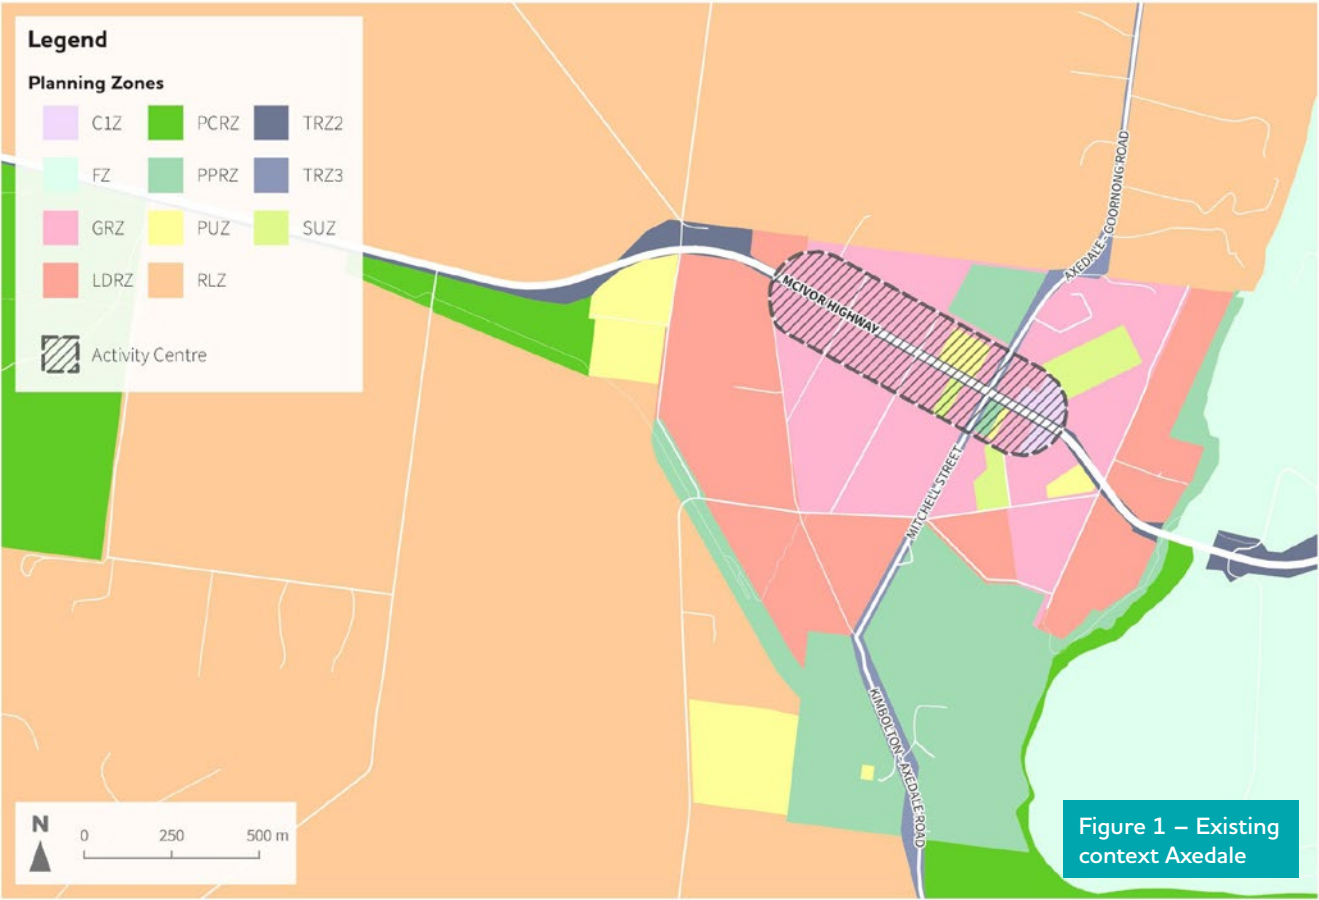 Legend
Planning Zones
C1Z PCRZ TRZ2
FZ PPRZ TRZ3
GRZ PUZ SUZ
LDRZ RLZ
Activity Centre
AXEDALE - GOORNONG ROAD
MCIVOR HIGHWAY
MITCHELL STREET
KIMBOLTON - AXEDALE ROAD
N
0 250 500 m
Figure 1 – Existing
context Axedale